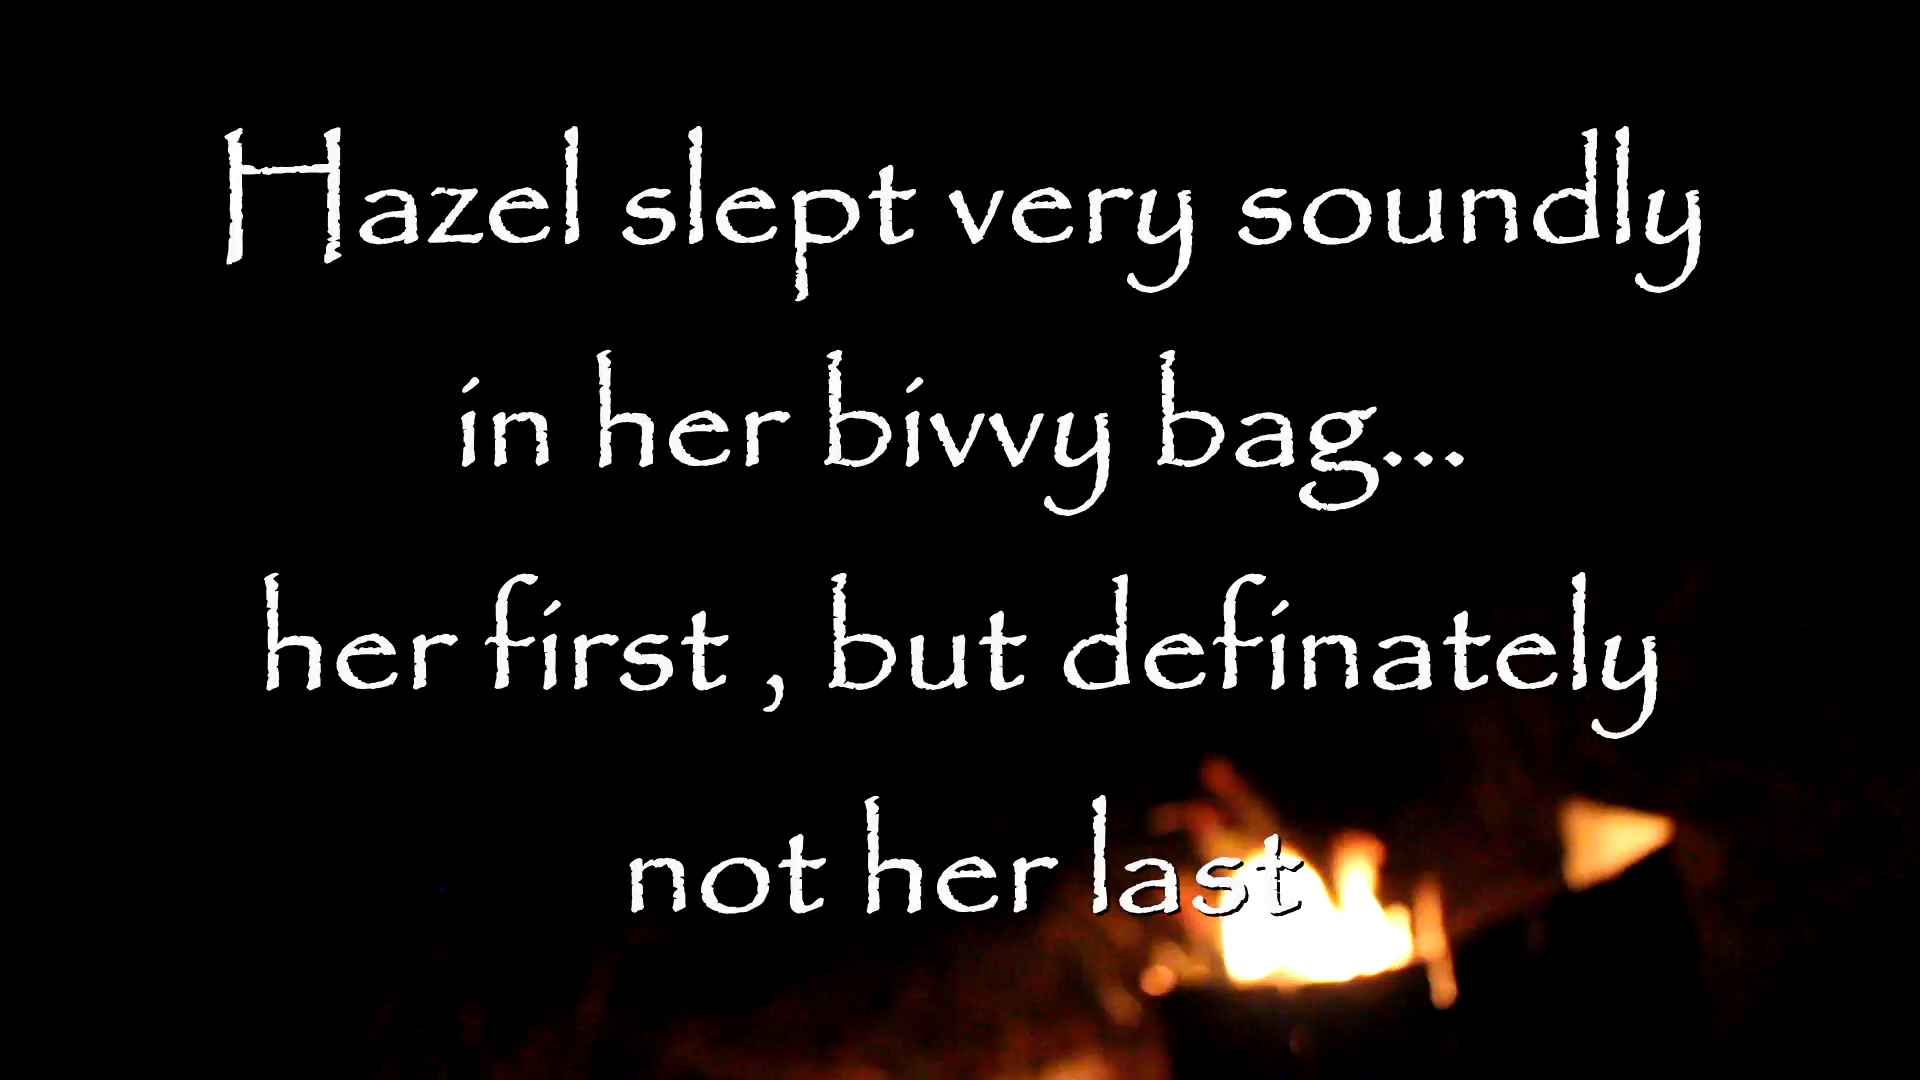 Hazel slept very soundly
in her bivvy bag...
her first , but definately
not her last